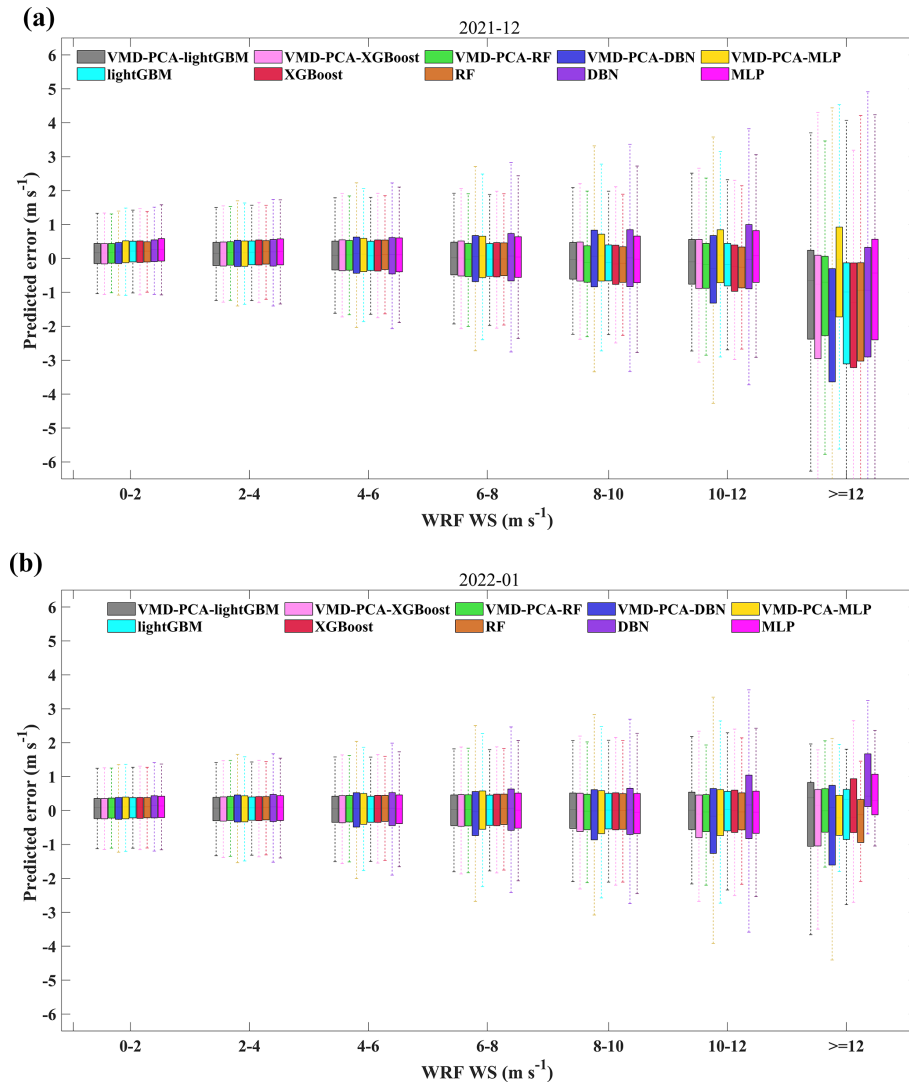 (a)
2021-12
VMD-PCA-lightGBM VMD-PCA-XGBoost VMD-PCA-RF VMD-PCA-DBN VMD-PCA-MLP
lightGBM XGBoost RF DBN MLP
6
5
4
3
2
1
0
-1
-2
-3
-4
-5
-6
Predicted error (m s⁻¹)
0-2 2-4 4-6 6-8 8-10 10-12 >=12
WRF WS (m s⁻¹)
(b)
2022-01
VMD-PCA-lightGBM VMD-PCA-XGBoost VMD-PCA-RF VMD-PCA-DBN VMD-PCA-MLP
lightGBM XGBoost RF DBN MLP
6
5
4
3
2
1
0
-1
-2
-3
-4
-5
-6
Predicted error (m s⁻¹)
0-2 2-4 4-6 6-8 8-10 10-12 >=12
WRF WS (m s⁻¹)